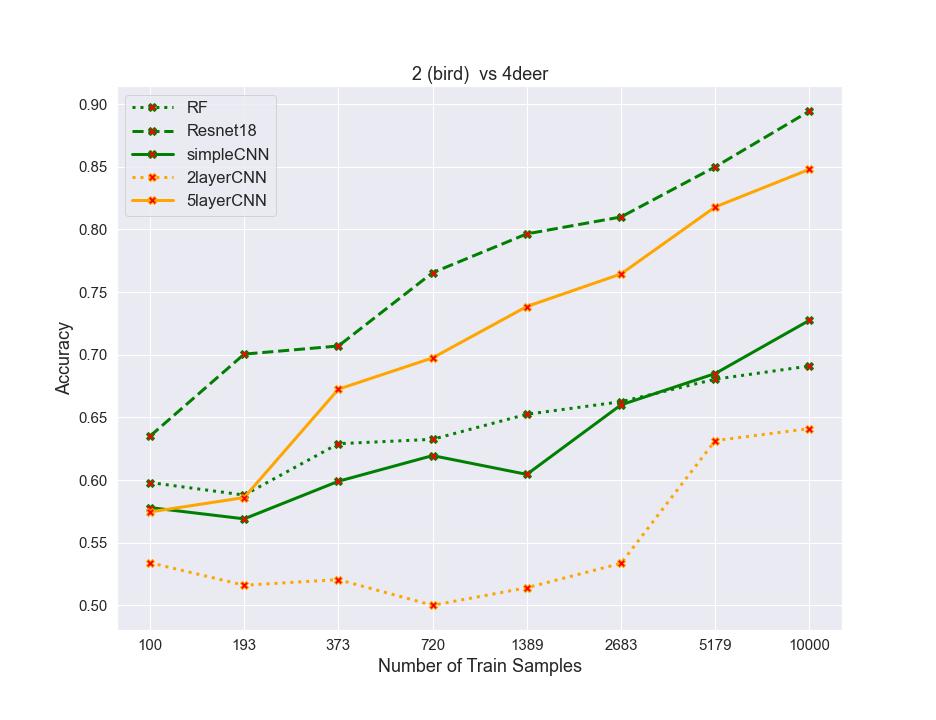 2 (bird)  vs 4deer
RF
Resnet18
simpleCNN
2layerCNN
5layerCNN
0.90
0.85
0.80
0.75
0.70
0.65
0.60
0.55
0.50
Accuracy
100 193 373 720 1389 2683 5179 10000
Number of Train Samples